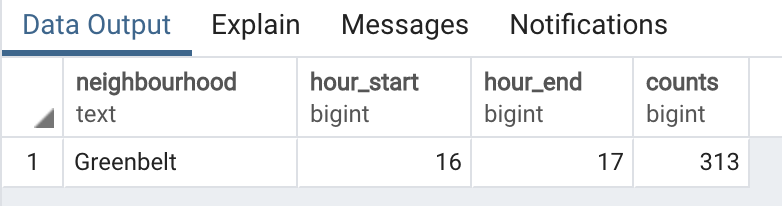 Data Output Explain Messages Notifications
neighbourhood hour_start hour_end counts
text bigint bigint bigint
1 Greenbelt 16 17 313